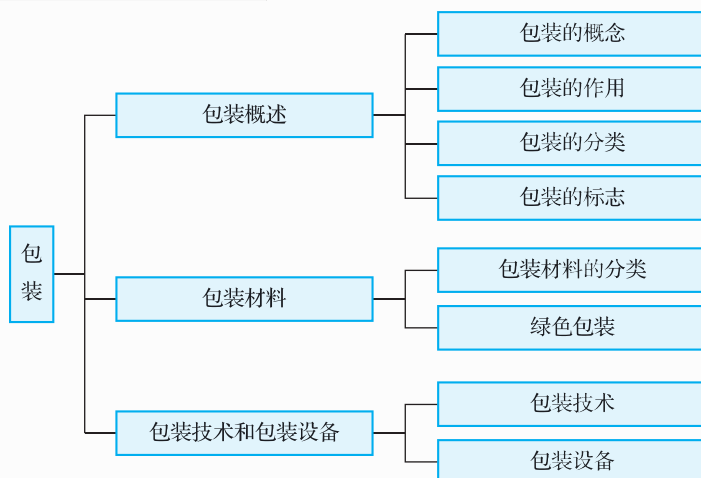 包装
包装概述
包装的概念
包装的作用
包装的分类
包装的标志
包装材料
包装材料的分类
绿色包装
包装技术和包装设备
包装技术
包装设备